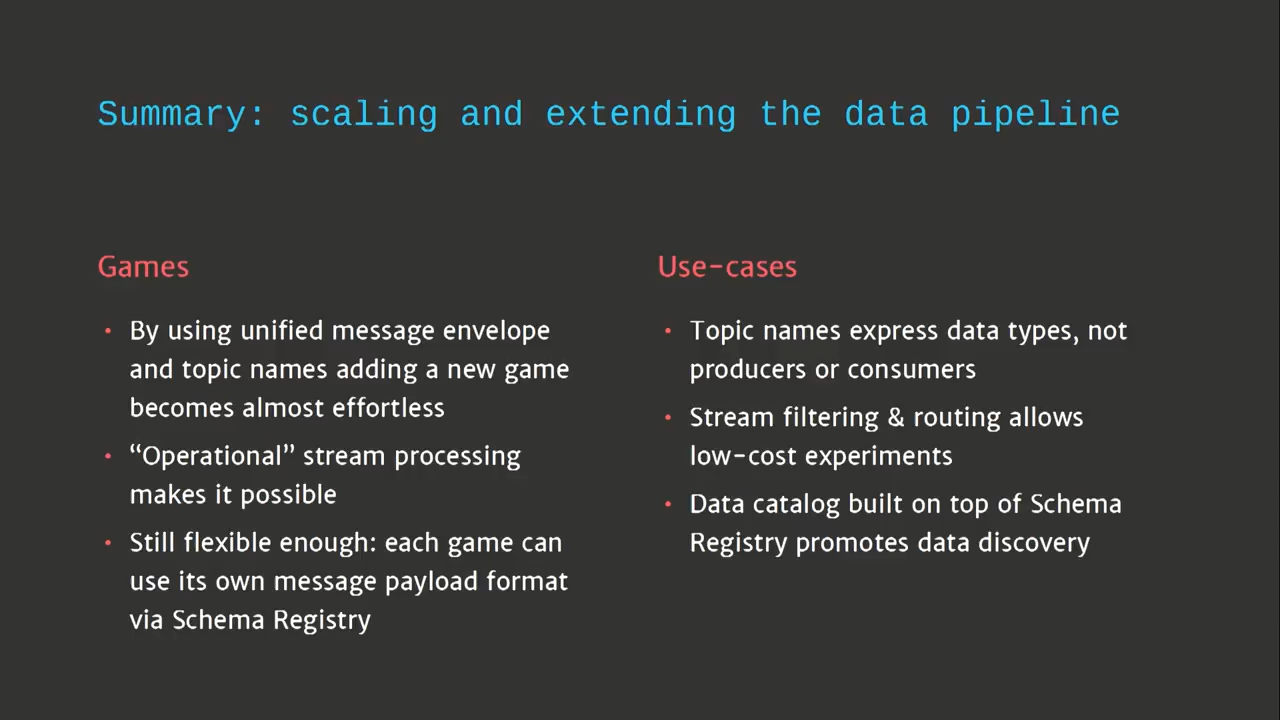 Summary: scaling and extending the data pipeline
Games
• By using unified message envelope
and topic names adding a new game
becomes almost effortless
• “Operational” stream processing
makes it possible
• Still flexible enough: each game can
use its own message payload format
via Schema Registry
Use-cases
• Topic names express data types, not
producers or consumers
• Stream filtering & routing allows
low-cost experiments
• Data catalog built on top of Schema
Registry promotes data discovery